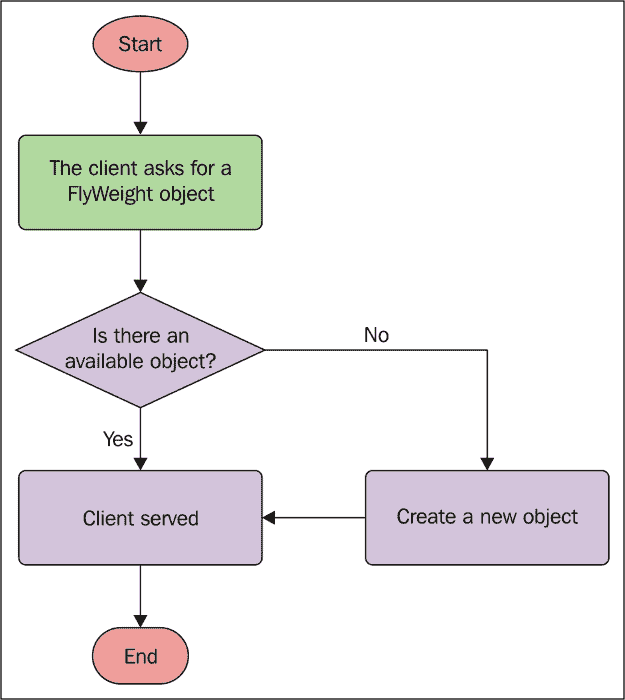 Start
The client asks for a
FlyWeight object
Is there an
available object?
No
Yes
Client served
Create a new object
End